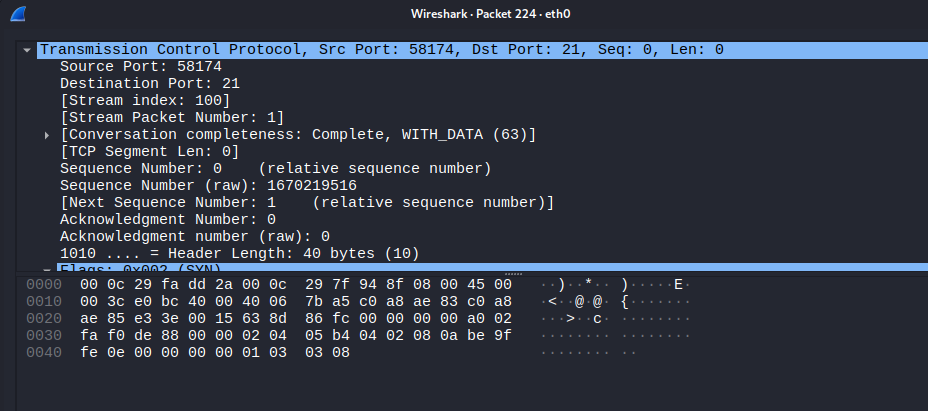 Wireshark · Packet 224 · eth0
Transmission Control Protocol, Src Port: 58174, Dst Port: 21, Seq: 0, Len: 0
Source Port: 58174
Destination Port: 21
[Stream index: 100]
[Stream Packet Number: 1]
[Conversation completeness: Complete, WITH_DATA (63)]
[TCP Segment Len: 0]
Sequence Number: 0    (relative sequence number)
Sequence Number (raw): 1670219516
[Next Sequence Number: 1    (relative sequence number)]
Acknowledgment Number: 0
Acknowledgment number (raw): 0
1010 .... = Header Length: 40 bytes (10)
Flags: 0x002 (SYN)
0000  00 0c 29 fa dd 2a 00 0c  29 7f 94 8f 08 00 45 00  ··)··*·· )·····E·
0010  00 3c e0 bc 40 00 40 06  7b a5 c0 a8 ae 83 c0 a8  ·<··@·@· {·······
0020  ae 85 e3 3e 00 15 63 8d  86 fc 00 00 00 00 a0 02  ···>··c· ········
0030  fa f0 de 88 00 00 02 04  05 b4 04 02 08 0a be 9f  ········ ········
0040  fe 0e 00 00 00 00 01 03  03 08  ········ ··